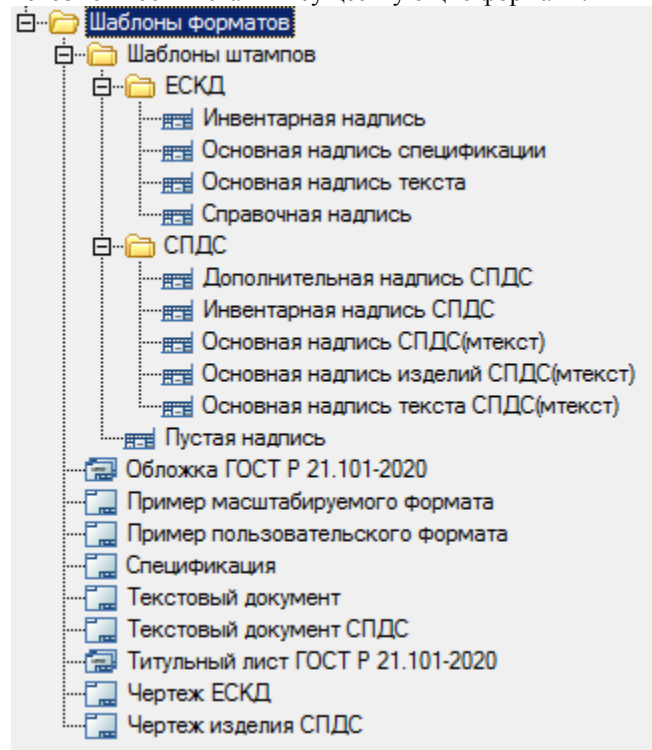 Шаблоны форматов
Шаблоны штампов
ЕСКД
Инвентарная надпись
Основная надпись спецификации
Основная надпись текста
Справочная надпись
СПДС
Дополнительная надпись СПДС
Инвентарная надпись СПДС
Основная надпись СПДС(мтекст)
Основная надпись изделий СПДС(мтекст)
Основная надпись текста СПДС(мтекст)
Пустая надпись
Обложка ГОСТ Р 21.101-2020
Пример масштабируемого формата
Пример пользовательского формата
Спецификация
Текстовый документ
Текстовый документ СПДС
Титульный лист ГОСТ Р 21.101-2020
Чертеж ЕСКД
Чертеж изделия СПДС